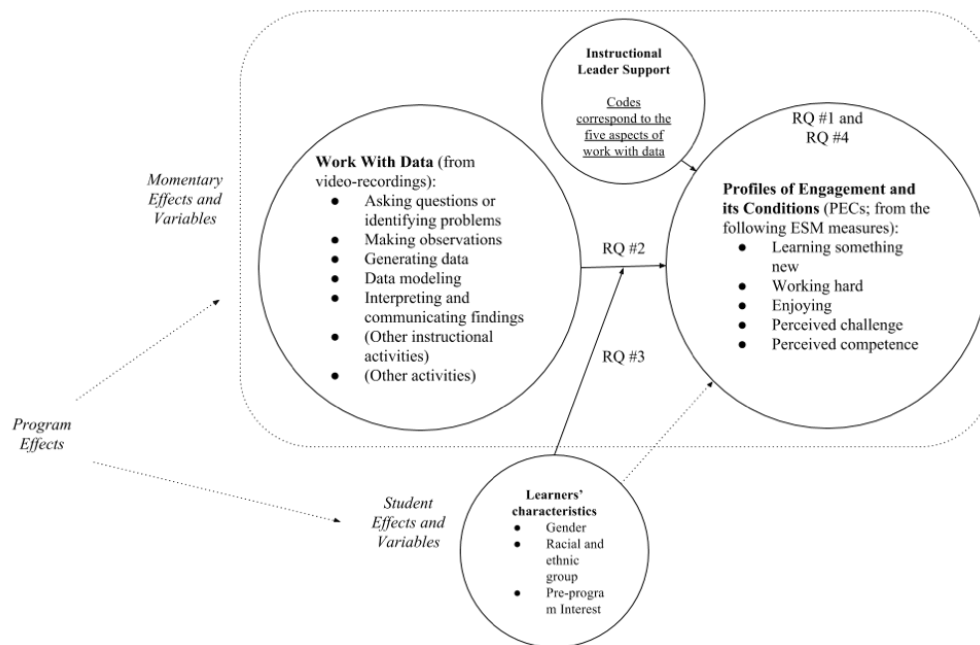 Instructional
Leader Support
Codes
correspond to the
five aspects of
work with data
RQ #1 and
RQ #4
Work With Data (from
video-recordings):
● Asking questions or
identifying problems
● Making observations
● Generating data
● Data modeling
● Interpreting and
communicating findings
● (Other instructional
activities)
● (Other activities)
Momentary
Effects and
Variables
RQ #2
Profiles of Engagement and
its Conditions (PECs; from the
following ESM measures):
● Learning something
new
● Working hard
● Enjoying
● Perceived challenge
● Perceived competence
RQ #3
Program
Effects
Student
Effects and
Variables
Learners’
characteristics
● Gender
● Racial and
ethnic
group
● Pre-progra
m Interest